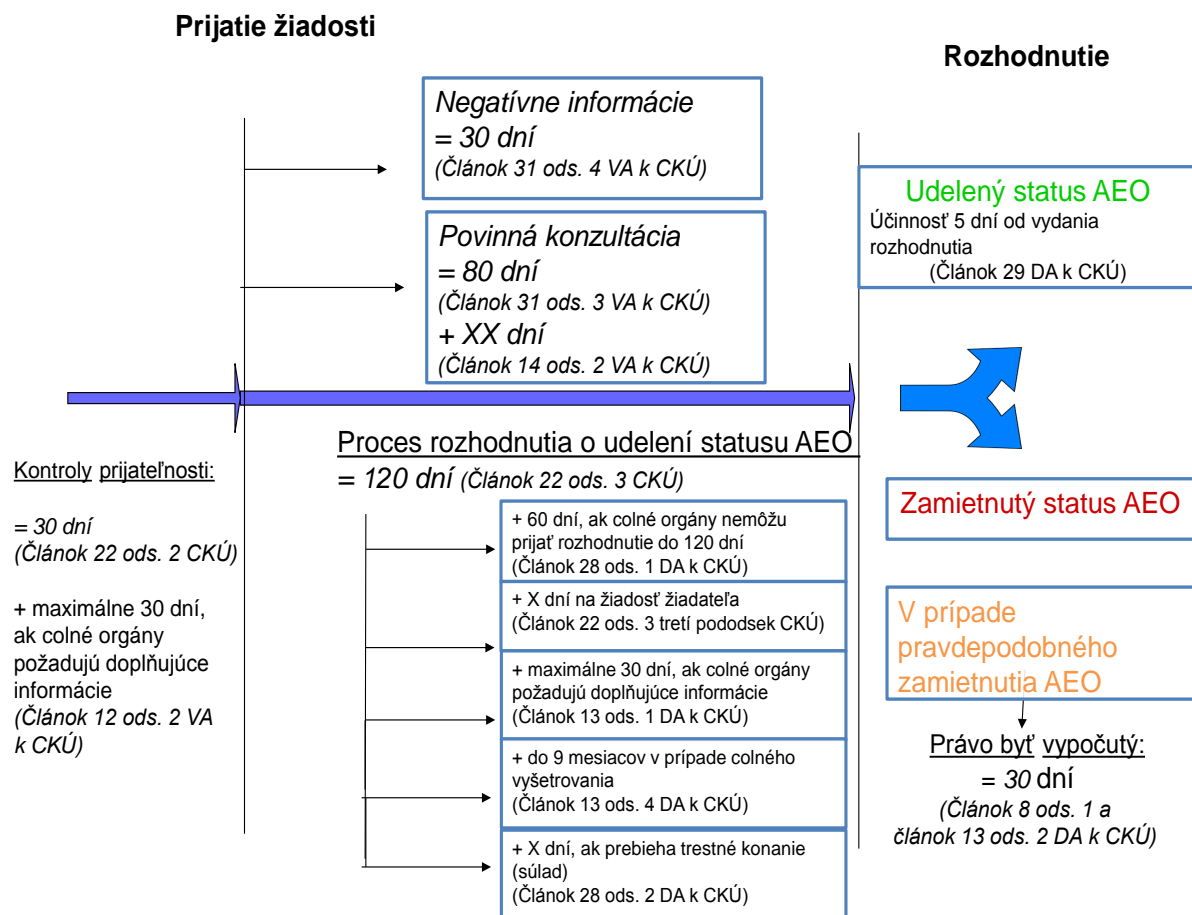 Prijatie žiadosti
Rozhodnutie
Negatívne informácie
= 30 dní
(Článok 31 ods. 4 VA k CKÚ)
Povinná konzultácia
= 80 dní
(Článok 31 ods. 3 VA k CKÚ)
+ XX dní
(Článok 14 ods. 2 VA k CKÚ)
Udelený status AEO
Účinnosť 5 dní od vydania
rozhodnutia
(Článok 29 DA k CKÚ)
Kontroly prijateľnosti:
= 30 dní
(Článok 22 ods. 2 CKÚ)
+ maximálne 30 dní,
ak colné orgány
požadujú doplňujúce
informácie
(Článok 12 ods. 2 VA
k CKÚ)
Proces rozhodnutia o udelení statusu AEO
= 120 dní (Článok 22 ods. 3 CKÚ)
+ 60 dní, ak colné orgány nemôžu
prijať rozhodnutie do 120 dní
(Článok 28 ods. 1 DA k CKÚ)
+ X dní na žiadosť žiadateľa
(Článok 22 ods. 3 tretí pododsek CKÚ)
+ maximálne 30 dní, ak colné orgány
požadujú doplňujúce informácie
(Článok 13 ods. 1 DA k CKÚ)
+ do 9 mesiacov v prípade colného
vyšetrovania
(Článok 13 ods. 4 DA k CKÚ)
+ X dní, ak prebieha trestné konanie
(súlad)
(Článok 28 ods. 2 DA k CKÚ)
Zamietnutý status AEO
V prípade
pravdepodobného
zamietnutia AEO
Právo byť vypočutý:
= 30 dní
(Článok 8 ods. 1 a
článok 13 ods. 2 DA k CKÚ)